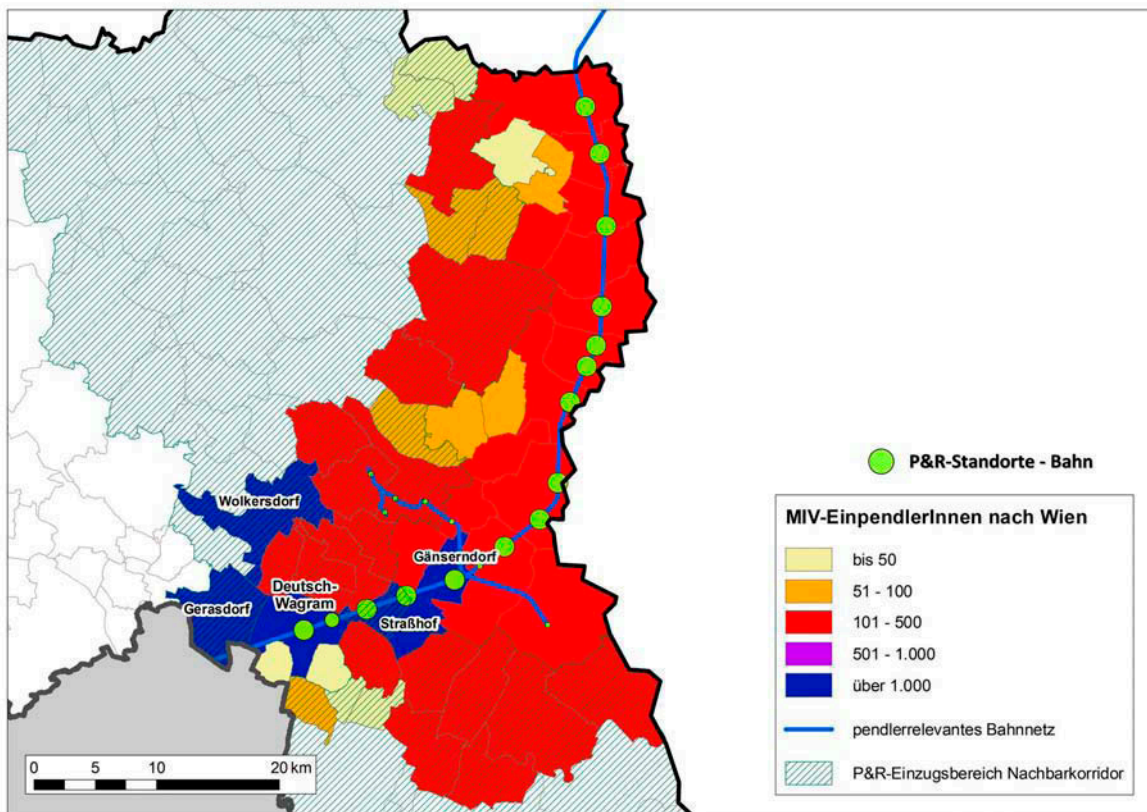 Wolkersdorf
Gänserndorf
Deutsch-
Wagram
Gerasdorf
Straßhof
P&R-Standorte - Bahn
MIV-EinpendlerInnen nach Wien
bis 50
51 - 100
101 - 500
501 - 1.000
über 1.000
pendlerrelevantes Bahnnetz
P&R-Einzugsbereich Nachbarkorridor
0 5 10 20 km